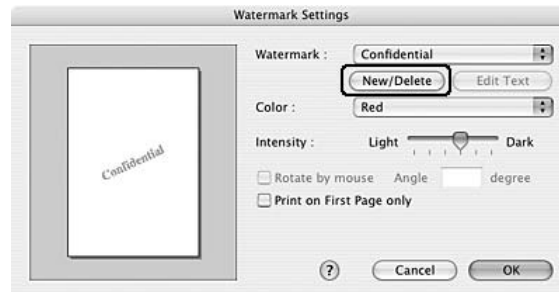 Watermark Settings
Watermark : Confidential
New/Delete Edit Text
Color : Red
Intensity : Light Dark
Confidential
Rotate by mouse Angle degree
Print on First Page only
? Cancel OK